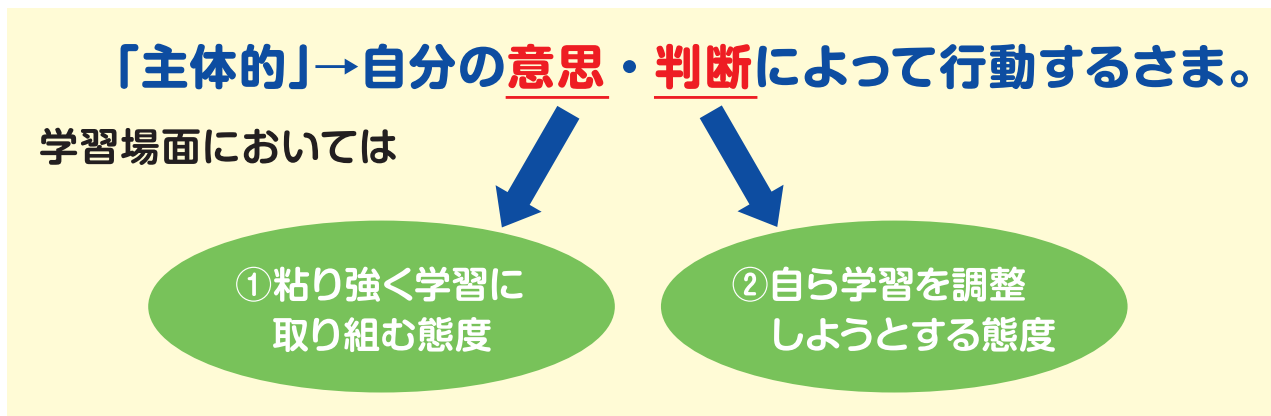 「主体的」→自分の意思・判断によって行動するさま。
学習場面においては
①粘り強く学習に
取り組む態度
②自ら学習を調整
しようとする態度